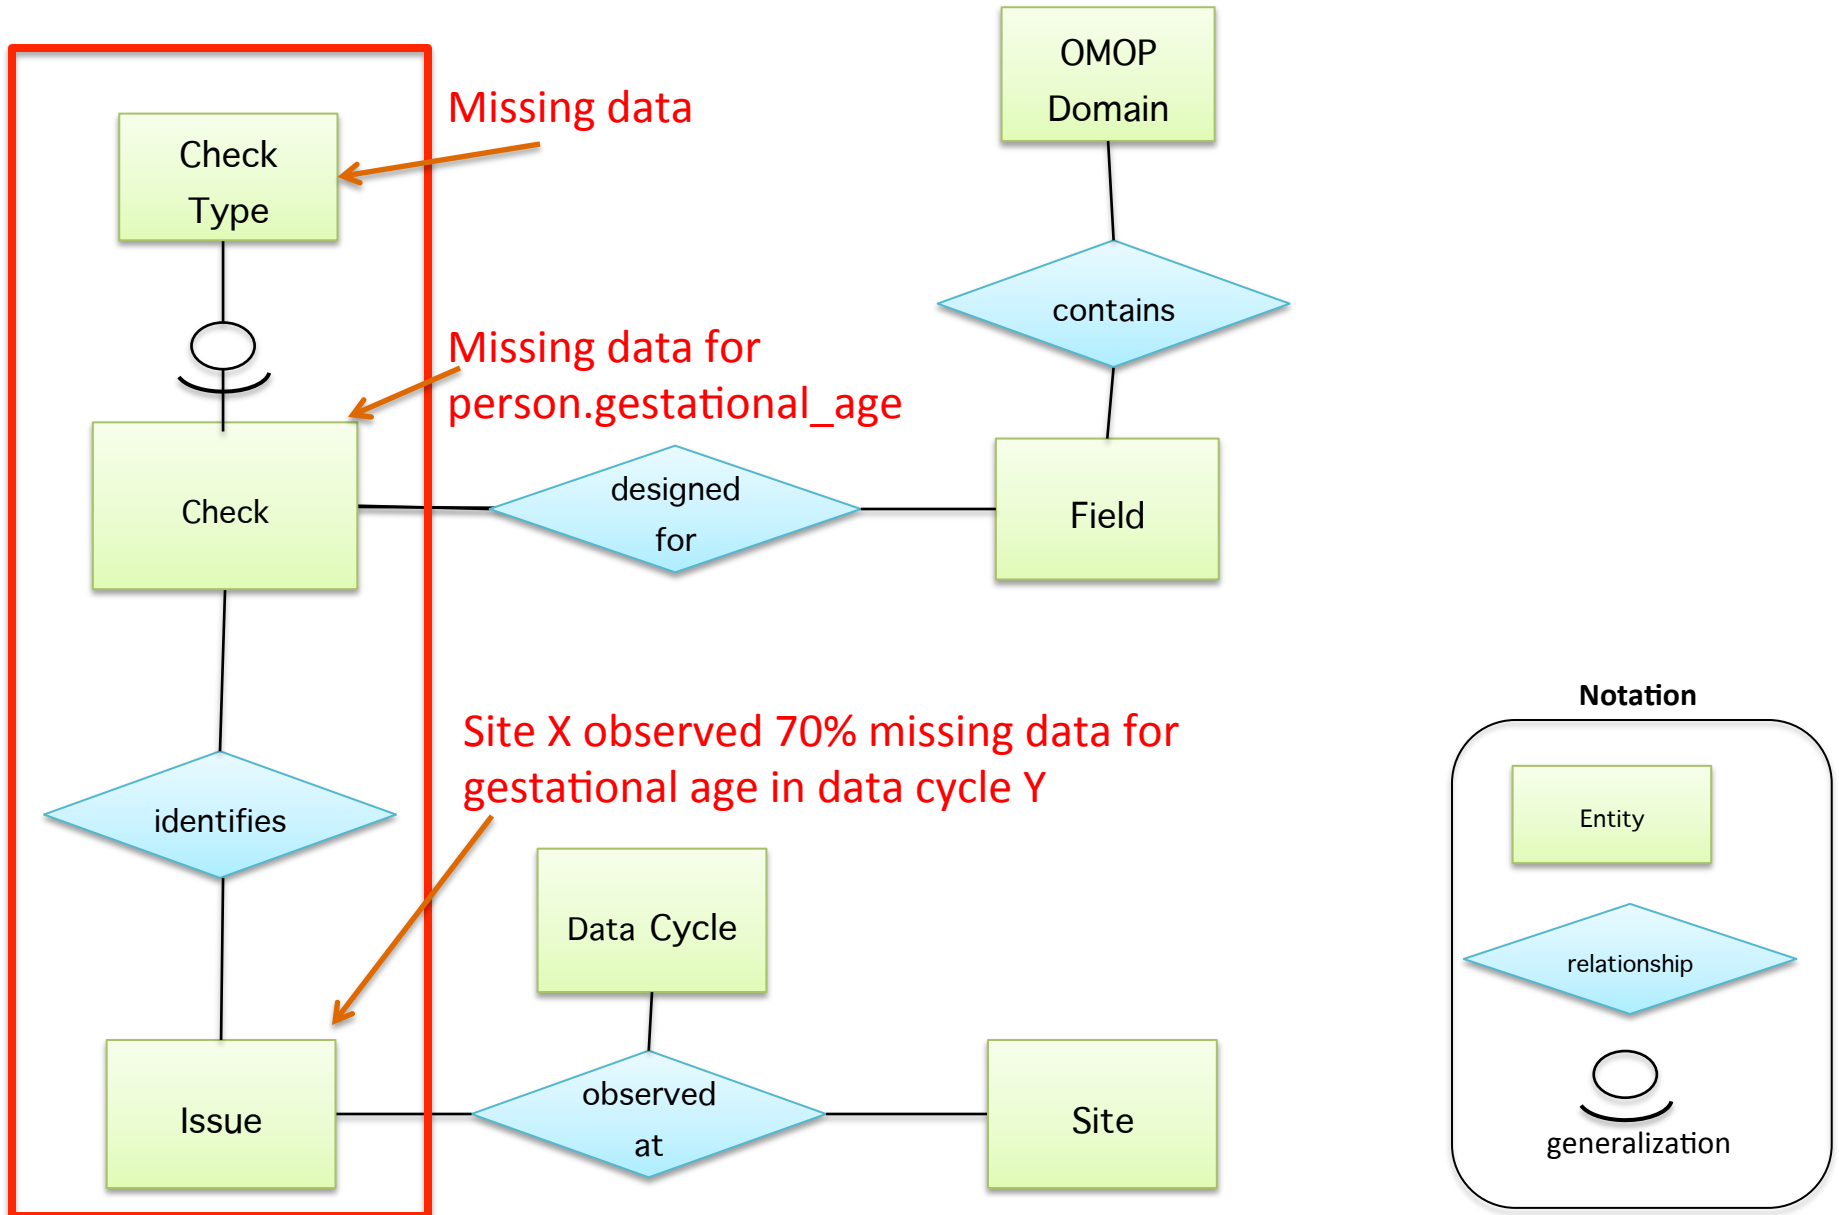 OMOP
Domain
Missing data
Check
Type
contains
Missing data for
person.gestational_age
Check
designed
for
Field
identifies
Site X observed 70% missing data for
gestational age in data cycle Y
Data Cycle
Issue
observed
at
Site
Notation
Entity
relationship
generalization